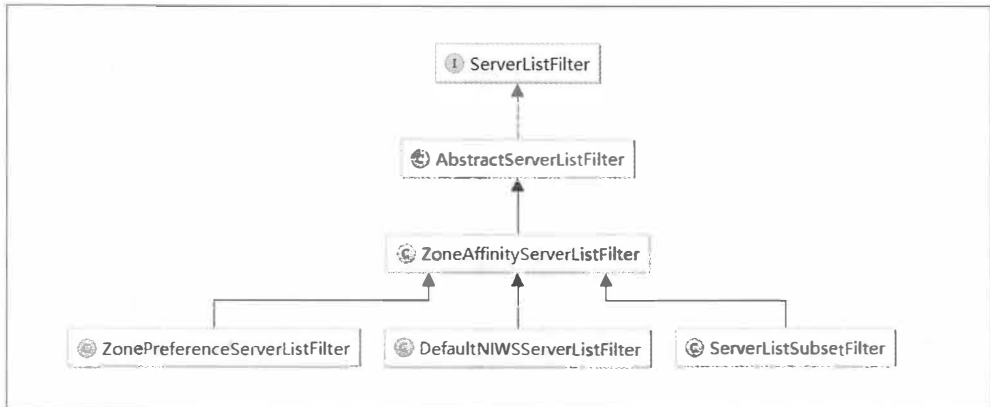 I ServerListFilter
AbstractServerListFilter
C ZoneAffinityServerListFilter
C ZonePreferenceServerListFilter
C DefaultNIWSServerListFilter
C ServerListSubsetFilter